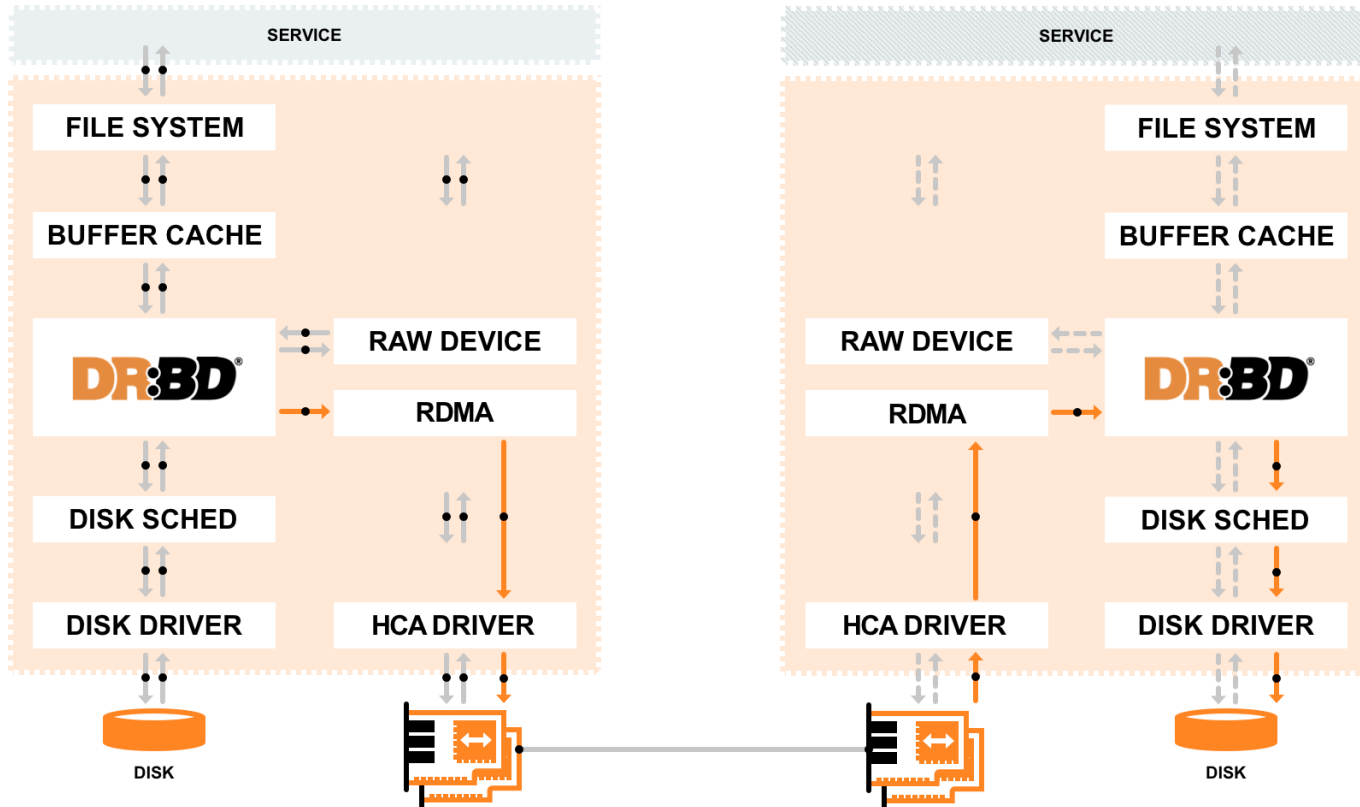 SERVICE
FILE SYSTEM
BUFFER CACHE
DR:BD®
RAW DEVICE
RDMA
DISK SCHED
DISK DRIVER
HCA DRIVER
DISK
SERVICE
FILE SYSTEM
BUFFER CACHE
RAW DEVICE
DR:BD®
RDMA
DISK SCHED
HCA DRIVER
DISK DRIVER
DISK